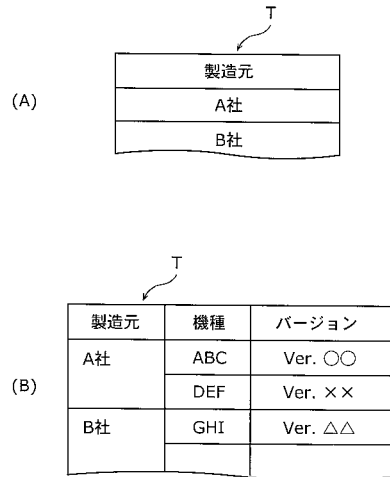 T
(A)
製造元
A社
B社
T
(B)
製造元 機種 バージョン
A社 ABC Ver. ○○
DEF Ver. ××
B社 GHI Ver. △△